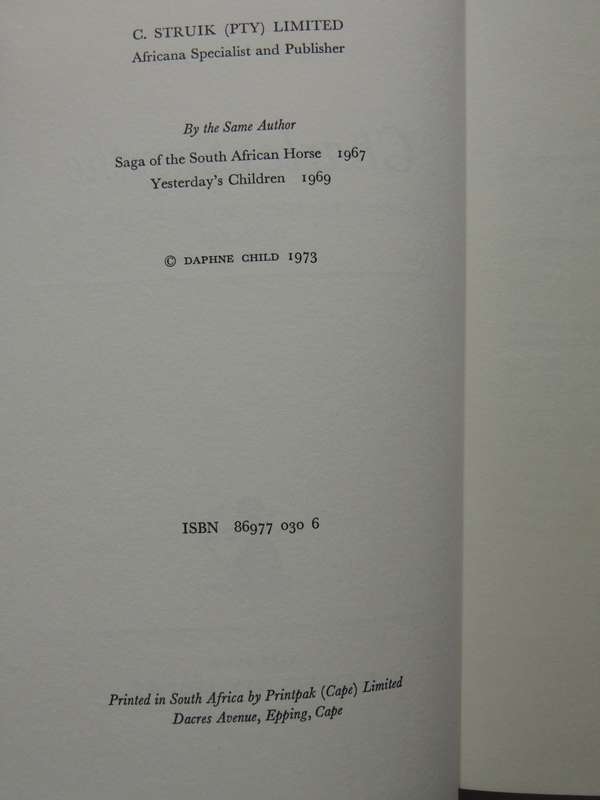 C. STRUIK (PTY) LIMITED
Africana Specialist and Publisher
By the Same Author
Saga of the South African Horse 1967
Yesterday's Children 1969
© DAPHNE CHILD 1973
ISBN 86977 030 6
Printed in South Africa by Printpak (Cape) Limited
Dacres Avenue, Epping, Cape